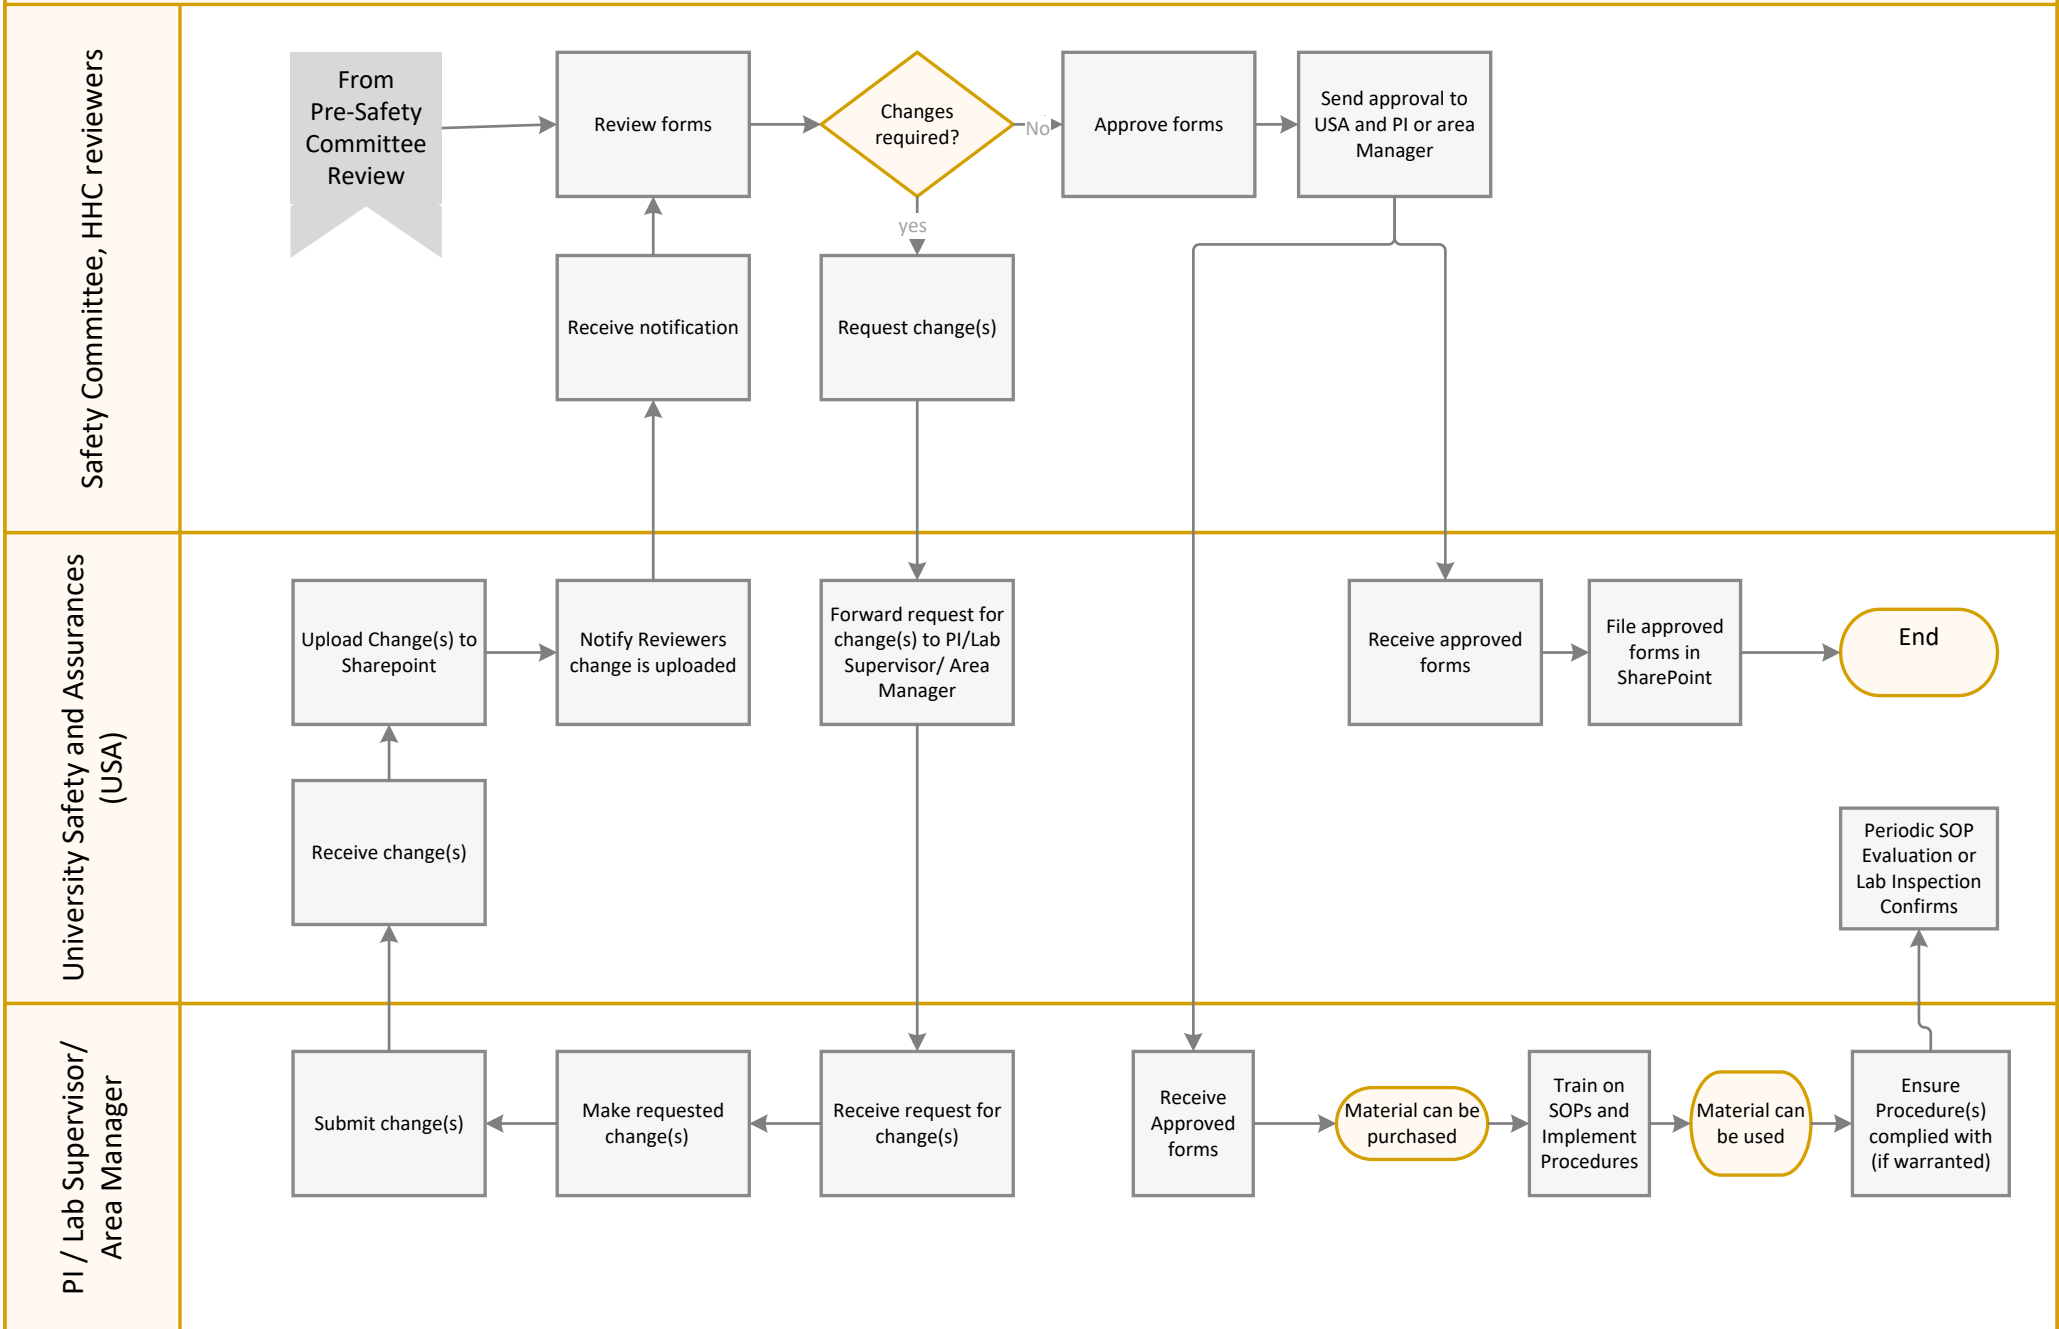 Safety Committee, HHC reviewers
From
Pre-Safety
Committee
Review
Review forms
Changes
required?
No
Approve forms
Send approval to
USA and PI or area
Manager
yes
Receive notification
Request change(s)
University Safety and Assurances
(USA)
Upload Change(s) to
Sharepoint
Notify Reviewers
change is uploaded
Forward request for
change(s) to PI/Lab
Supervisor/ Area
Manager
Receive approved
forms
File approved
forms in
SharePoint
End
Receive change(s)
Periodic SOP
Evaluation or
Lab Inspection
Confirms
PI / Lab Supervisor/
Area Manager
Submit change(s)
Make requested
change(s)
Receive request for
change(s)
Receive
Approved
forms
Material can be
purchased
Train on
SOPs and
Implement
Procedures
Material can
be used
Ensure
Procedure(s)
complied with
(if warranted)